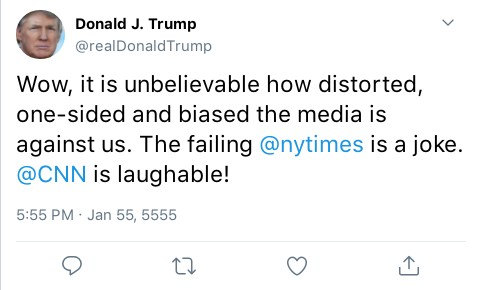 Donald J. Trump
@realDonaldTrump
Wow, it is unbelievable how distorted,
one-sided and biased the media is
against us. The failing @nytimes is a joke.
@CNN is laughable!
5:55 PM · Jan 55, 5555